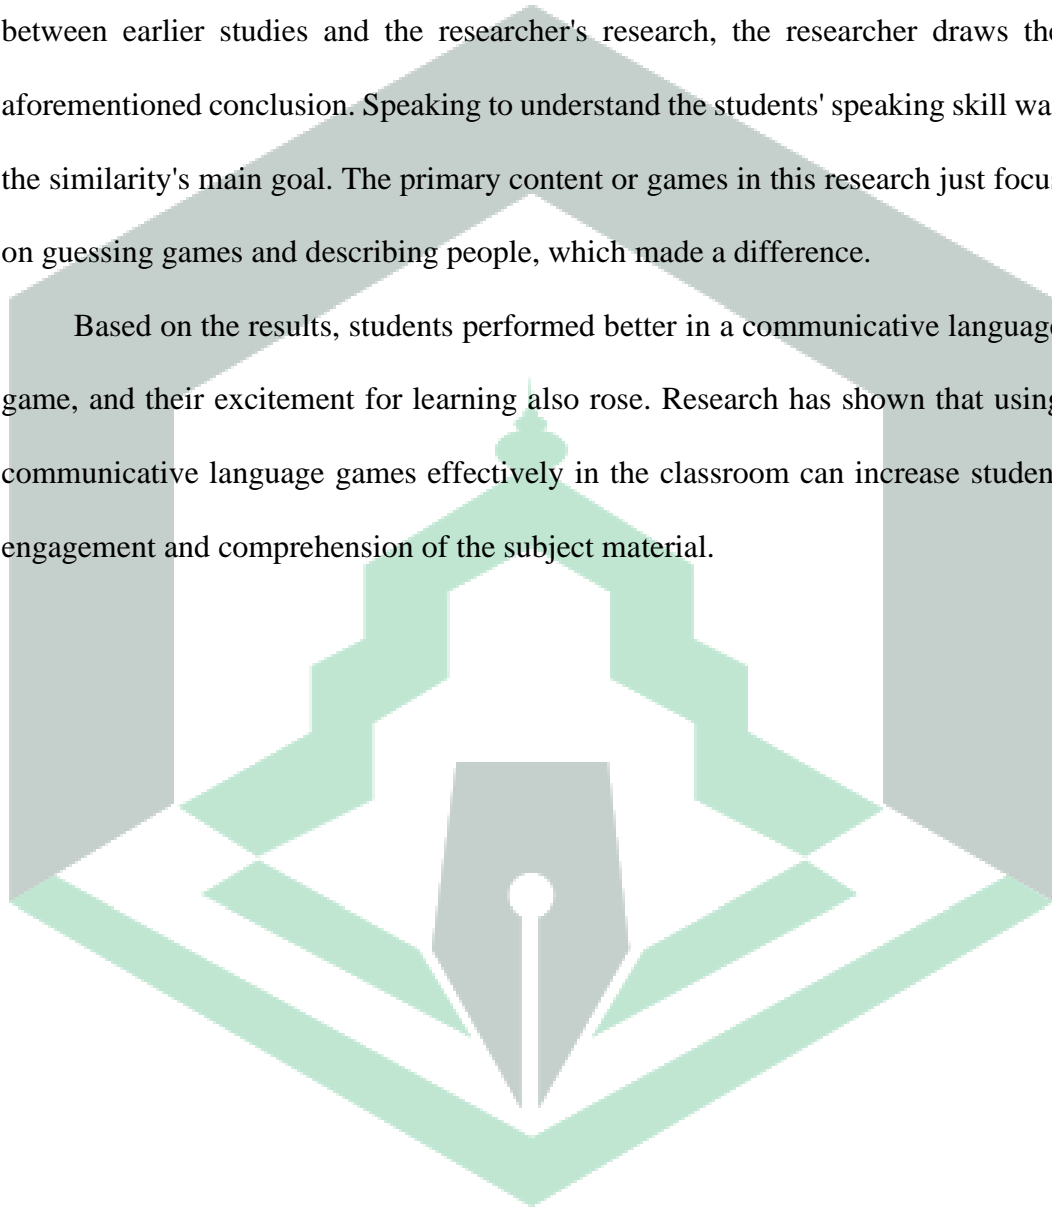 between earlier studies and the researcher's research, the researcher draws the
aforementioned conclusion. Speaking to understand the students' speaking skill wa
the similarity's main goal. The primary content or games in this research just focus
on guessing games and describing people, which made a difference.
Based on the results, students performed better in a communicative language
game, and their excitement for learning also rose. Research has shown that using
communicative language games effectively in the classroom can increase studen
engagement and comprehension of the subject material.